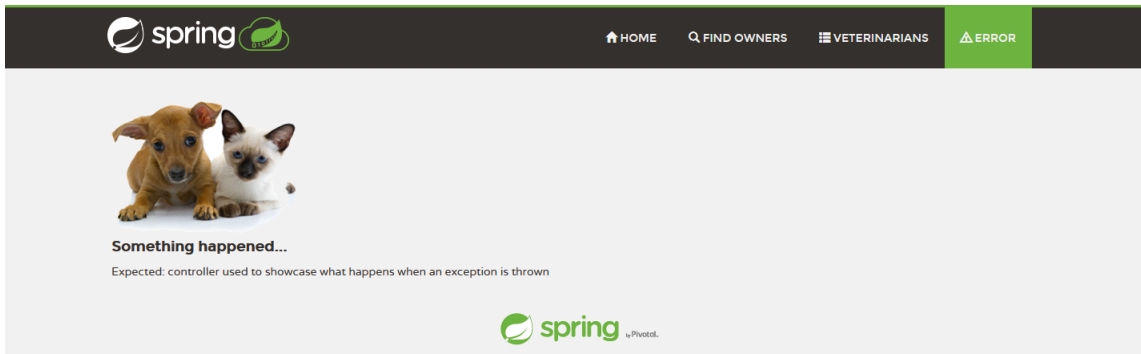 spring
HOME
FIND OWNERS
VETERINARIANS
ERROR
Something happened...
Expected: controller used to showcase what happens when an exception is thrown
spring by Pivotal.